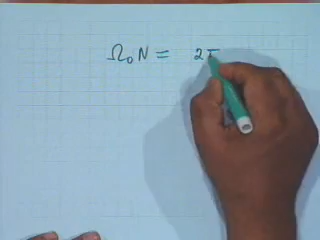 Ω₀N = 2π